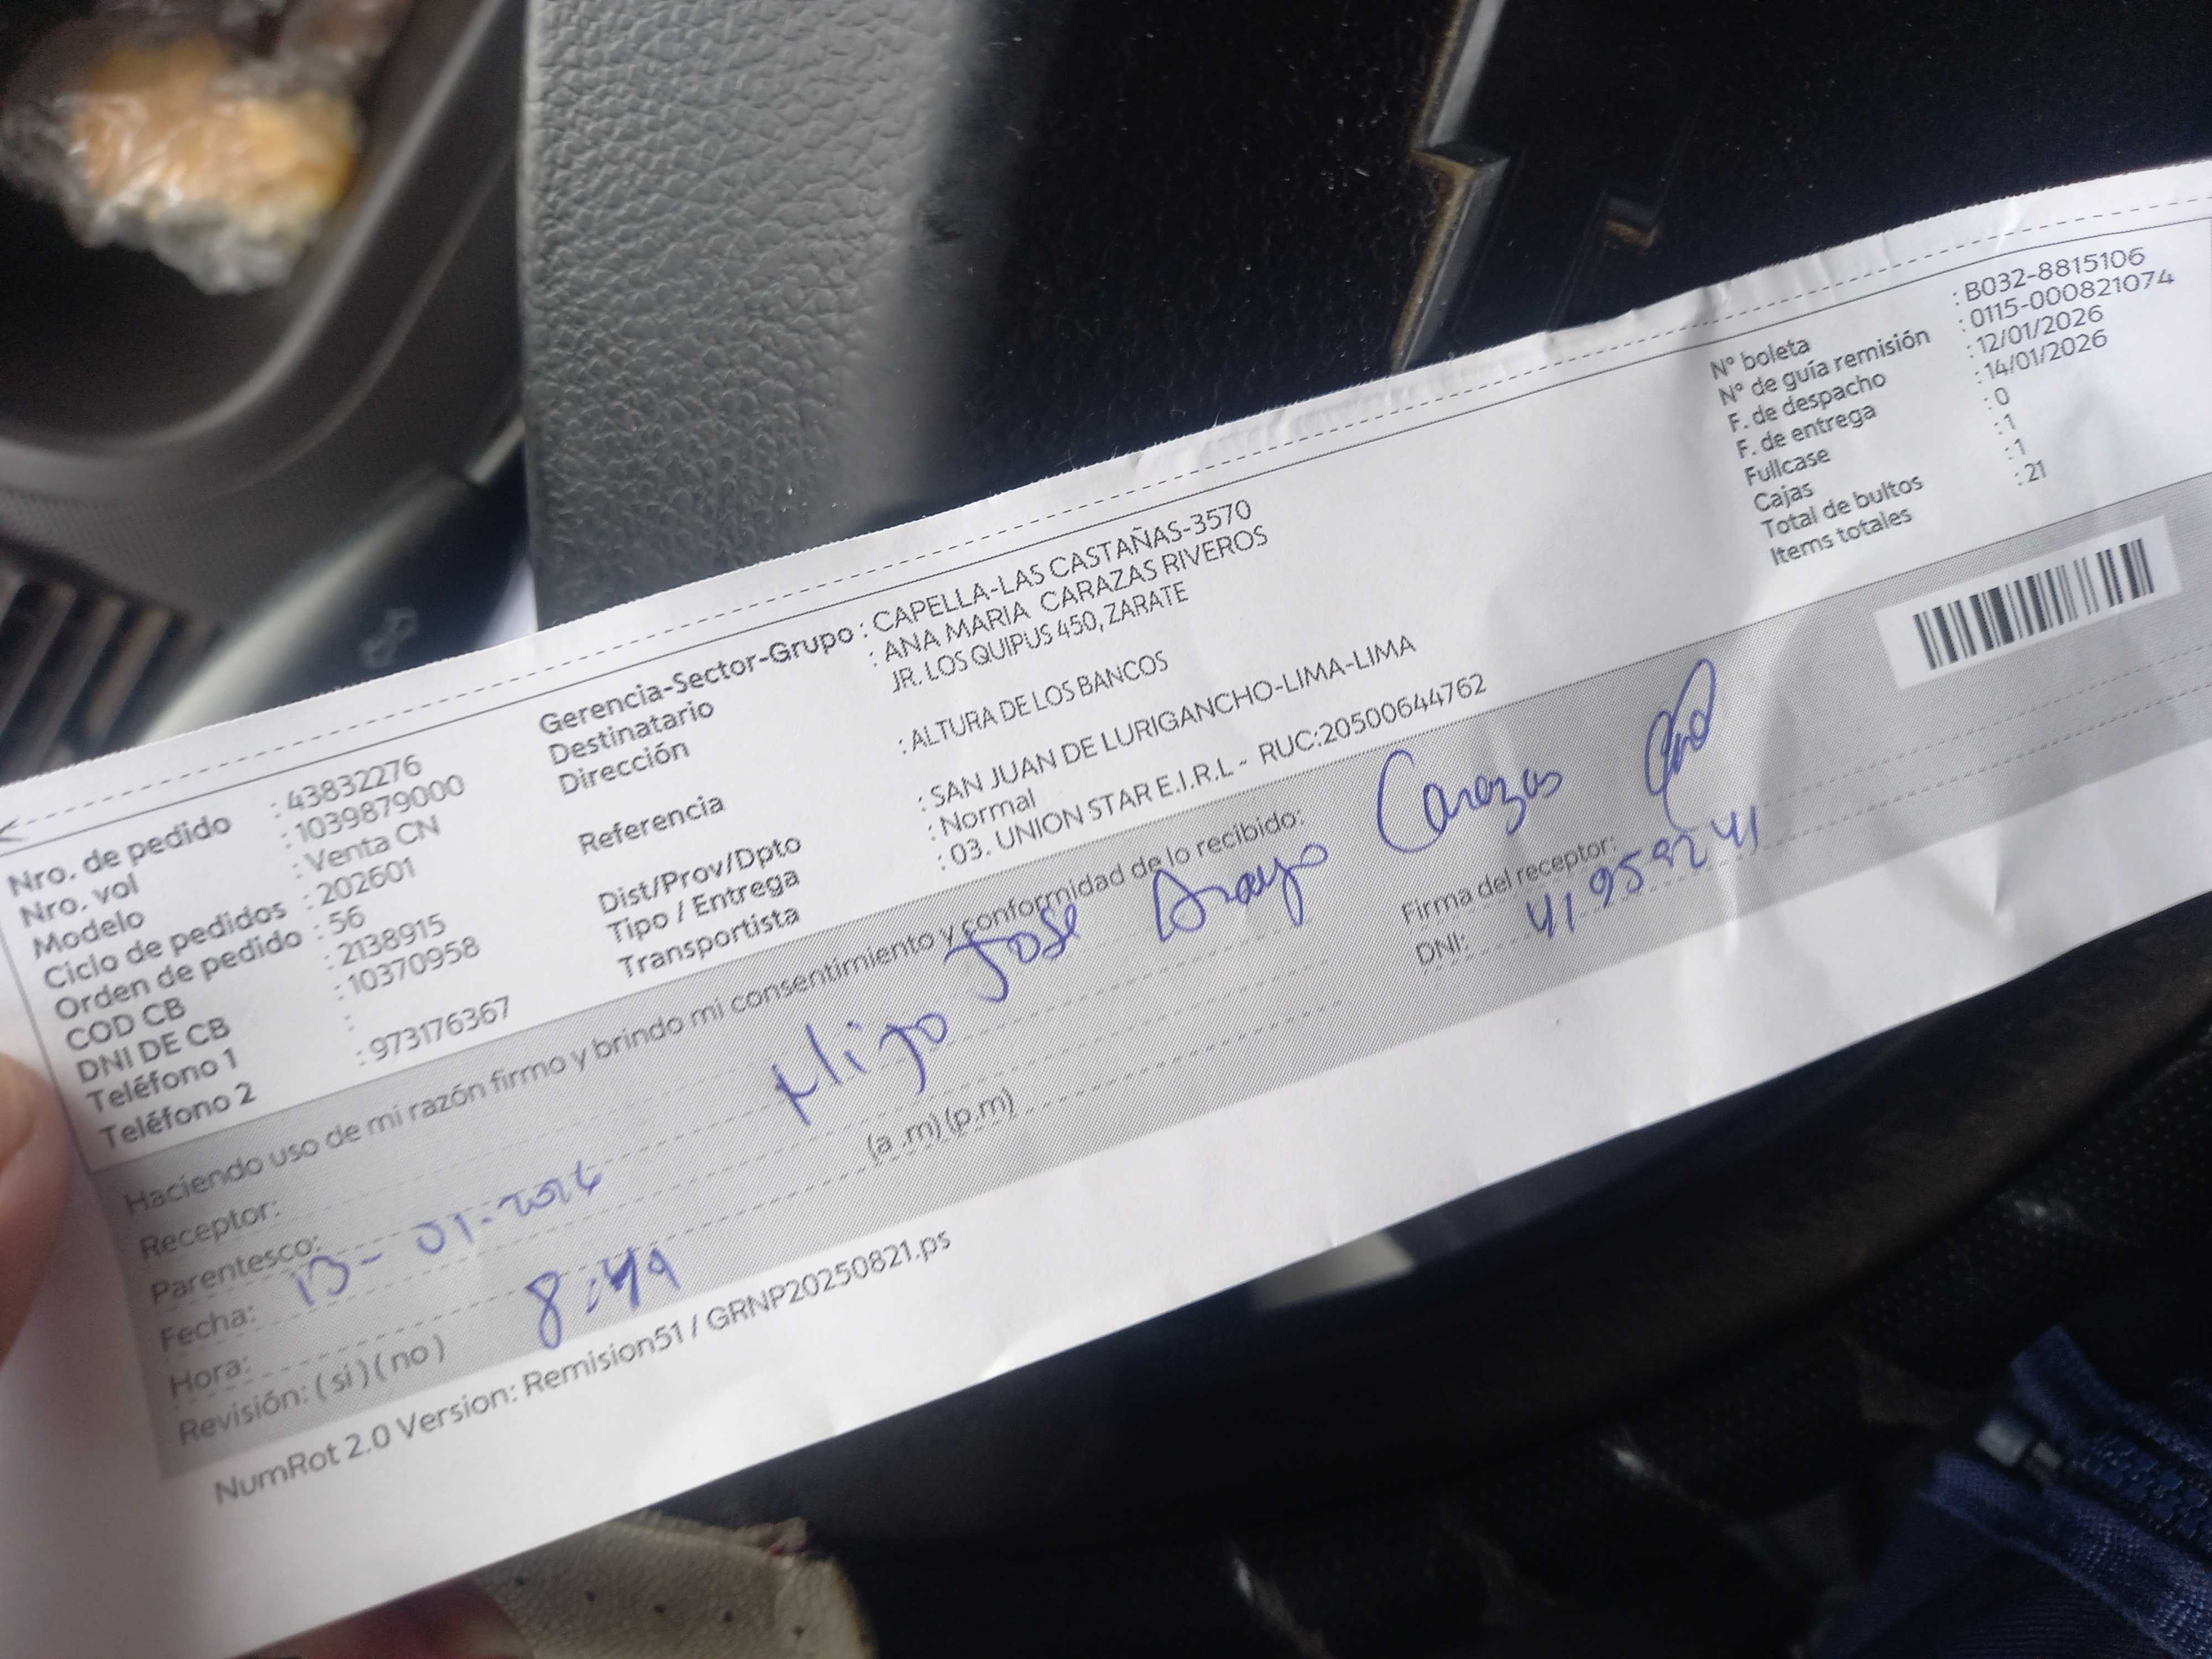 Nro. de pedido : 43832276
Nro. vol : 1039879000
Modelo : Venta CN
Ciclo de pedidos : 202601
Orden de pedido : 56
COD CB : 2138915
DNI DE CB : 10370958
Teléfono 1 :
Teléfono 2 : 973176367
Gerencia-Sector-Grupo : CAPELLA-LAS CASTAÑAS-3570
Destinatario : ANA MARIA CARAZAS RIVEROS
Dirección JR. LOS QUIPUS 450, ZARATE
Referencia : ALTURA DE LOS BANCOS
Dist/Prov/Dpto : SAN JUAN DE LURIGANCHO-LIMA-LIMA
Tipo / Entrega : Normal
Transportista : 03. UNION STAR E.I.R.L - RUC:20500644762
N° boleta : B032-8815106
N° de guía remisión : 0115-000821074
F. de despacho : 12/01/2026
F. de entrega : 14/01/2026
Fullcase : 0
Cajas : 1
Total de bultos : 1
Items totales : 21
Haciendo uso de mi razón firmo y brindo mi consentimiento y conformidad de lo recibido:
Receptor: Jose Arayo Carazas
Parentesco: Hijo
Fecha: 13-01-2026
Hora: 8:49 (a .m) (p.m)
Revisión: ( si ) ( no )
Firma del receptor:
DNI: 41959241
NumRot 2.0 Version: Remision51 / GRNP20250821.ps